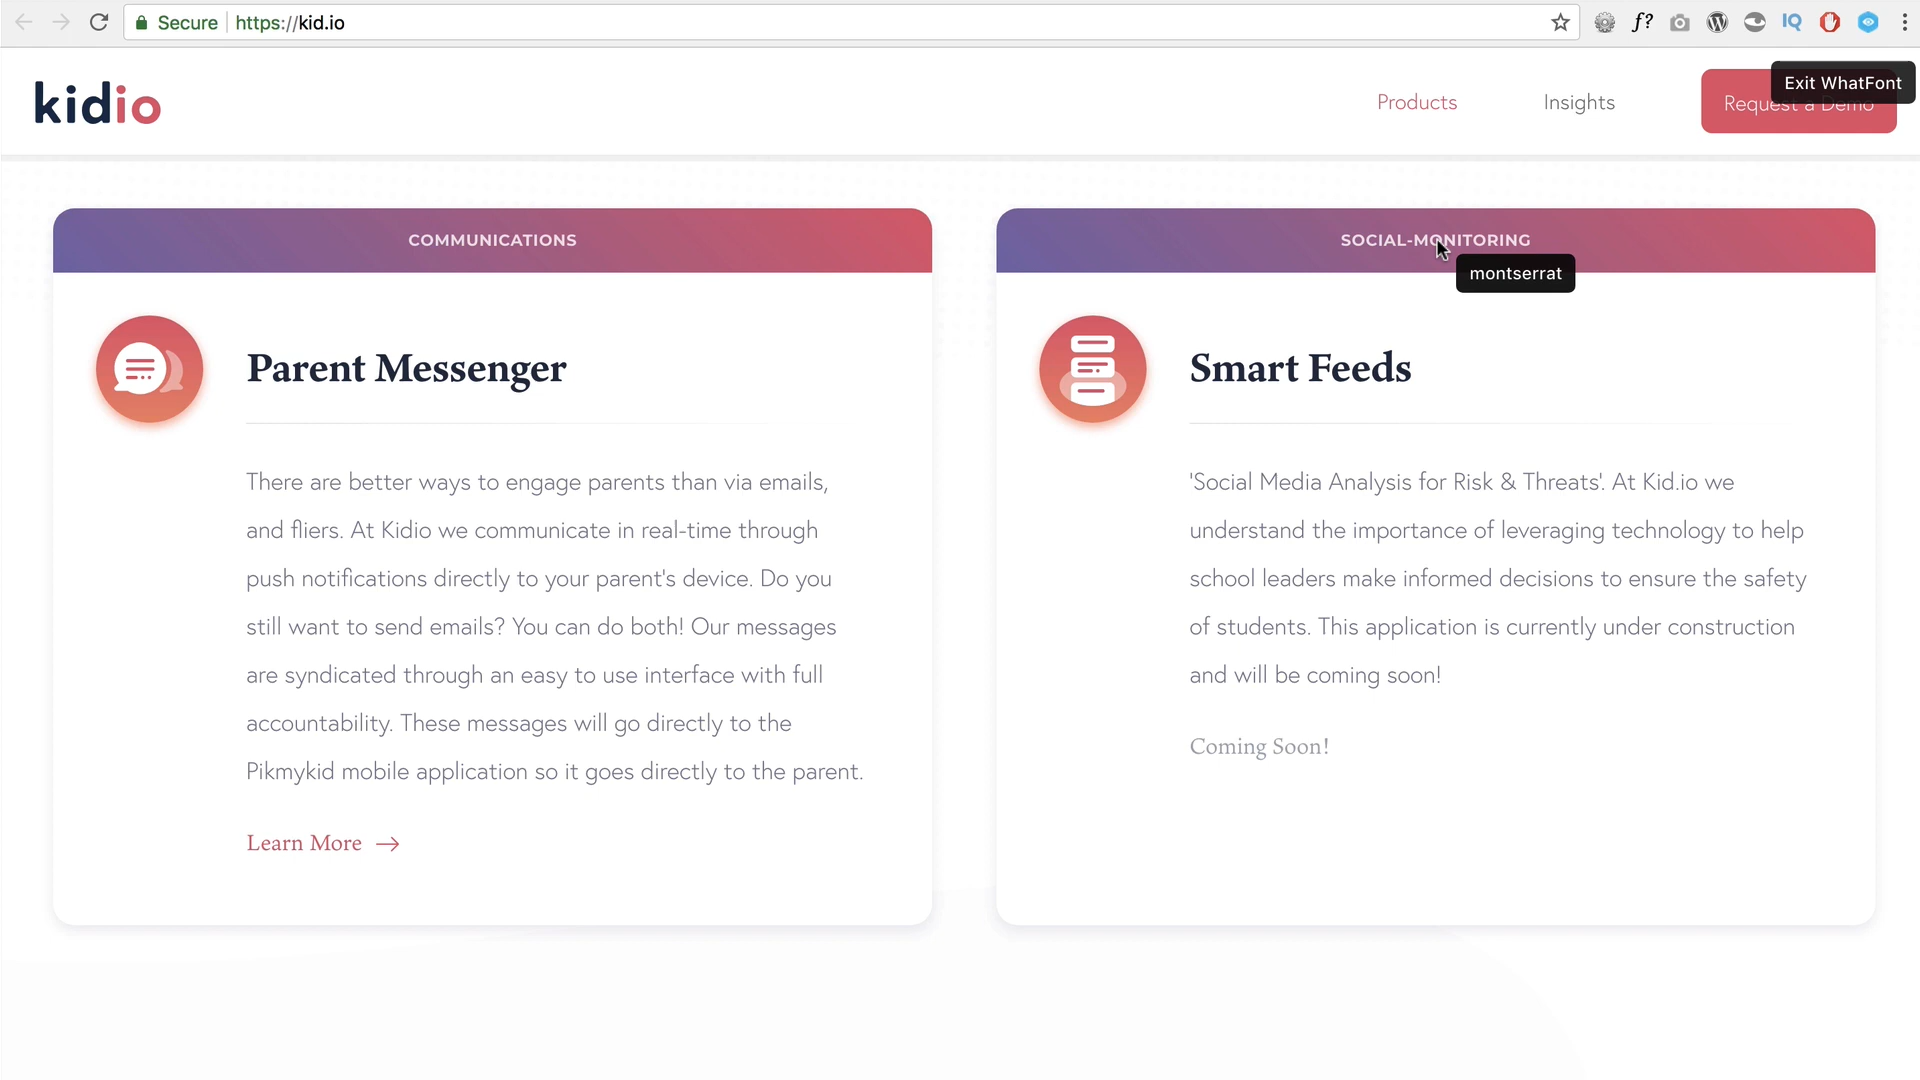 Secure https://kid.io
f?
IQ
Exit WhatFont
kidio
Products
Insights
Request a Demo
COMMUNICATIONS
Parent Messenger
There are better ways to engage parents than via emails,
and fliers. At Kidio we communicate in real-time through
push notifications directly to your parent's device. Do you
still want to send emails? You can do both! Our messages
are syndicated through an easy to use interface with full
accountability. These messages will go directly to the
Pikmykid mobile application so it goes directly to the parent.
Learn More
SOCIAL-MONITORING
montserrat
Smart Feeds
'Social Media Analysis for Risk & Threats'. At Kid.io we
understand the importance of leveraging technology to help
school leaders make informed decisions to ensure the safety
of students. This application is currently under construction
and will be coming soon!
Coming Soon!